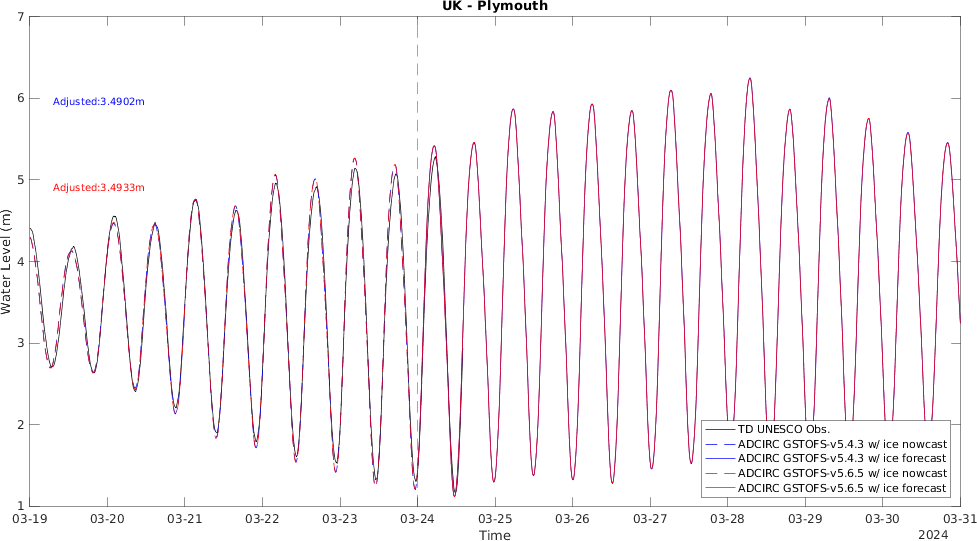 UK - Plymouth
7
6
5
4
3
2
1
Water Level (m)
Adjusted:3.4902m
Adjusted:3.4933m
TD UNESCO Obs.
ADCIRC GSTOFS-v5.4.3 w/ ice nowcast
ADCIRC GSTOFS-v5.4.3 w/ ice forecast
ADCIRC GSTOFS-v5.6.5 w/ ice nowcast
ADCIRC GSTOFS-v5.6.5 w/ ice forecast
03-19 03-20 03-21 03-22 03-23 03-24 03-25 03-26 03-27 03-28 03-29 03-30 03-31
Time
2024